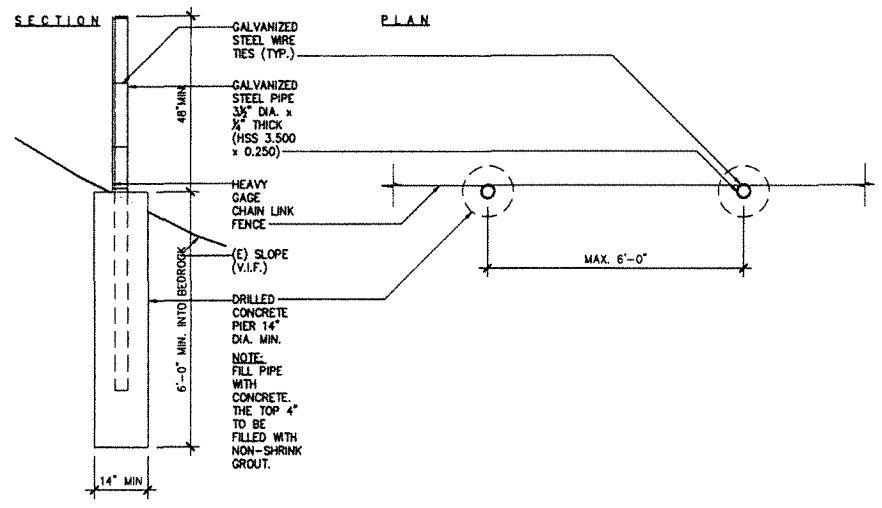 SECTION
PLAN
GALVANIZED
STEEL WIRE
TIES (TYP.)
GALVANIZED
STEEL PIPE
3½" DIA. x
¼" THICK
(HSS 3.500
x 0.250)
48"MIN
HEAVY
GAGE
CHAIN LINK
FENCE
(E) SLOPE
(V.I.F.)
MAX. 6'-0"
DRILLED
CONCRETE
PIER 14"
DIA. MIN.
NOTE:
FILL PIPE
WITH
CONCRETE.
THE TOP 4"
TO BE
FILLED WITH
NON-SHRINK
GROUT.
6'-0" MIN. INTO BEDROCK
14" MIN